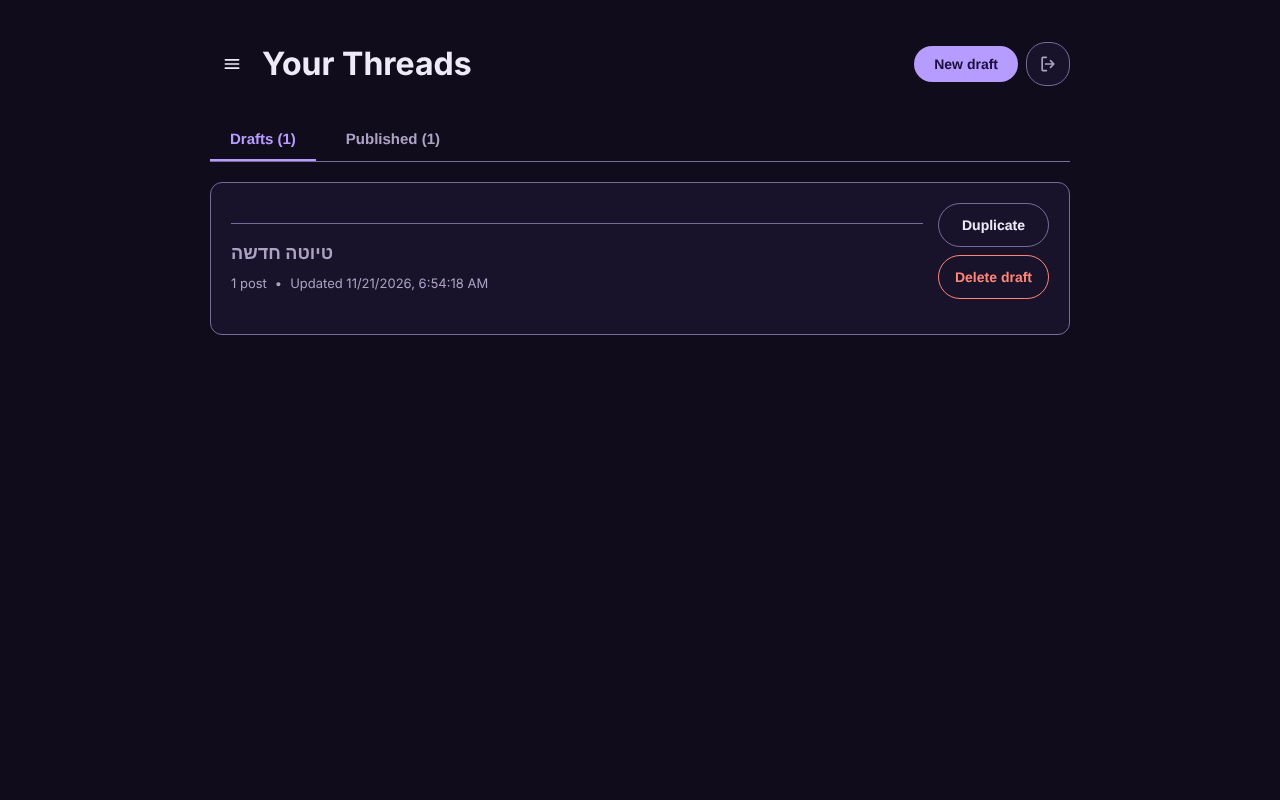 Your Threads
New draft
Drafts (1)
Published (1)
טיוטה חדשה
1 post • Updated 11/21/2026, 6:54:18 AM
Duplicate
Delete draft